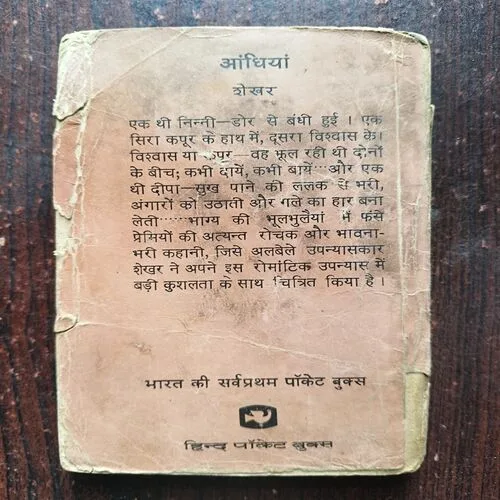 आंधियां
शेखर
एक थी निन्नी—डोर से बंधी हुई । एक
सिरा कपूर के हाथ में, दूसरा विश्वास के।
विश्वास या कपूर— वह झूल रही थी दोनों
के बीच; कभी दायें, कभी बायें…और एक
थी दीपा—सुख पाने की ललक से भरी,
अंगारों को उठाती और गले का हार बना
लेती……भाग्य की भूलभुलैयां में फंसे
प्रेमियों की अत्यन्त रोचक और भावना-
भरी कहानी, जिसे अलबेले उपन्यासकार
शेखर ने अपने इस रोमांटिक उपन्यास में
बड़ी कुशलता के साथ चित्रित किया है ।
भारत की सर्वप्रथम पॉकेट बुक्स
हिन्द पॉकेट बुक्स